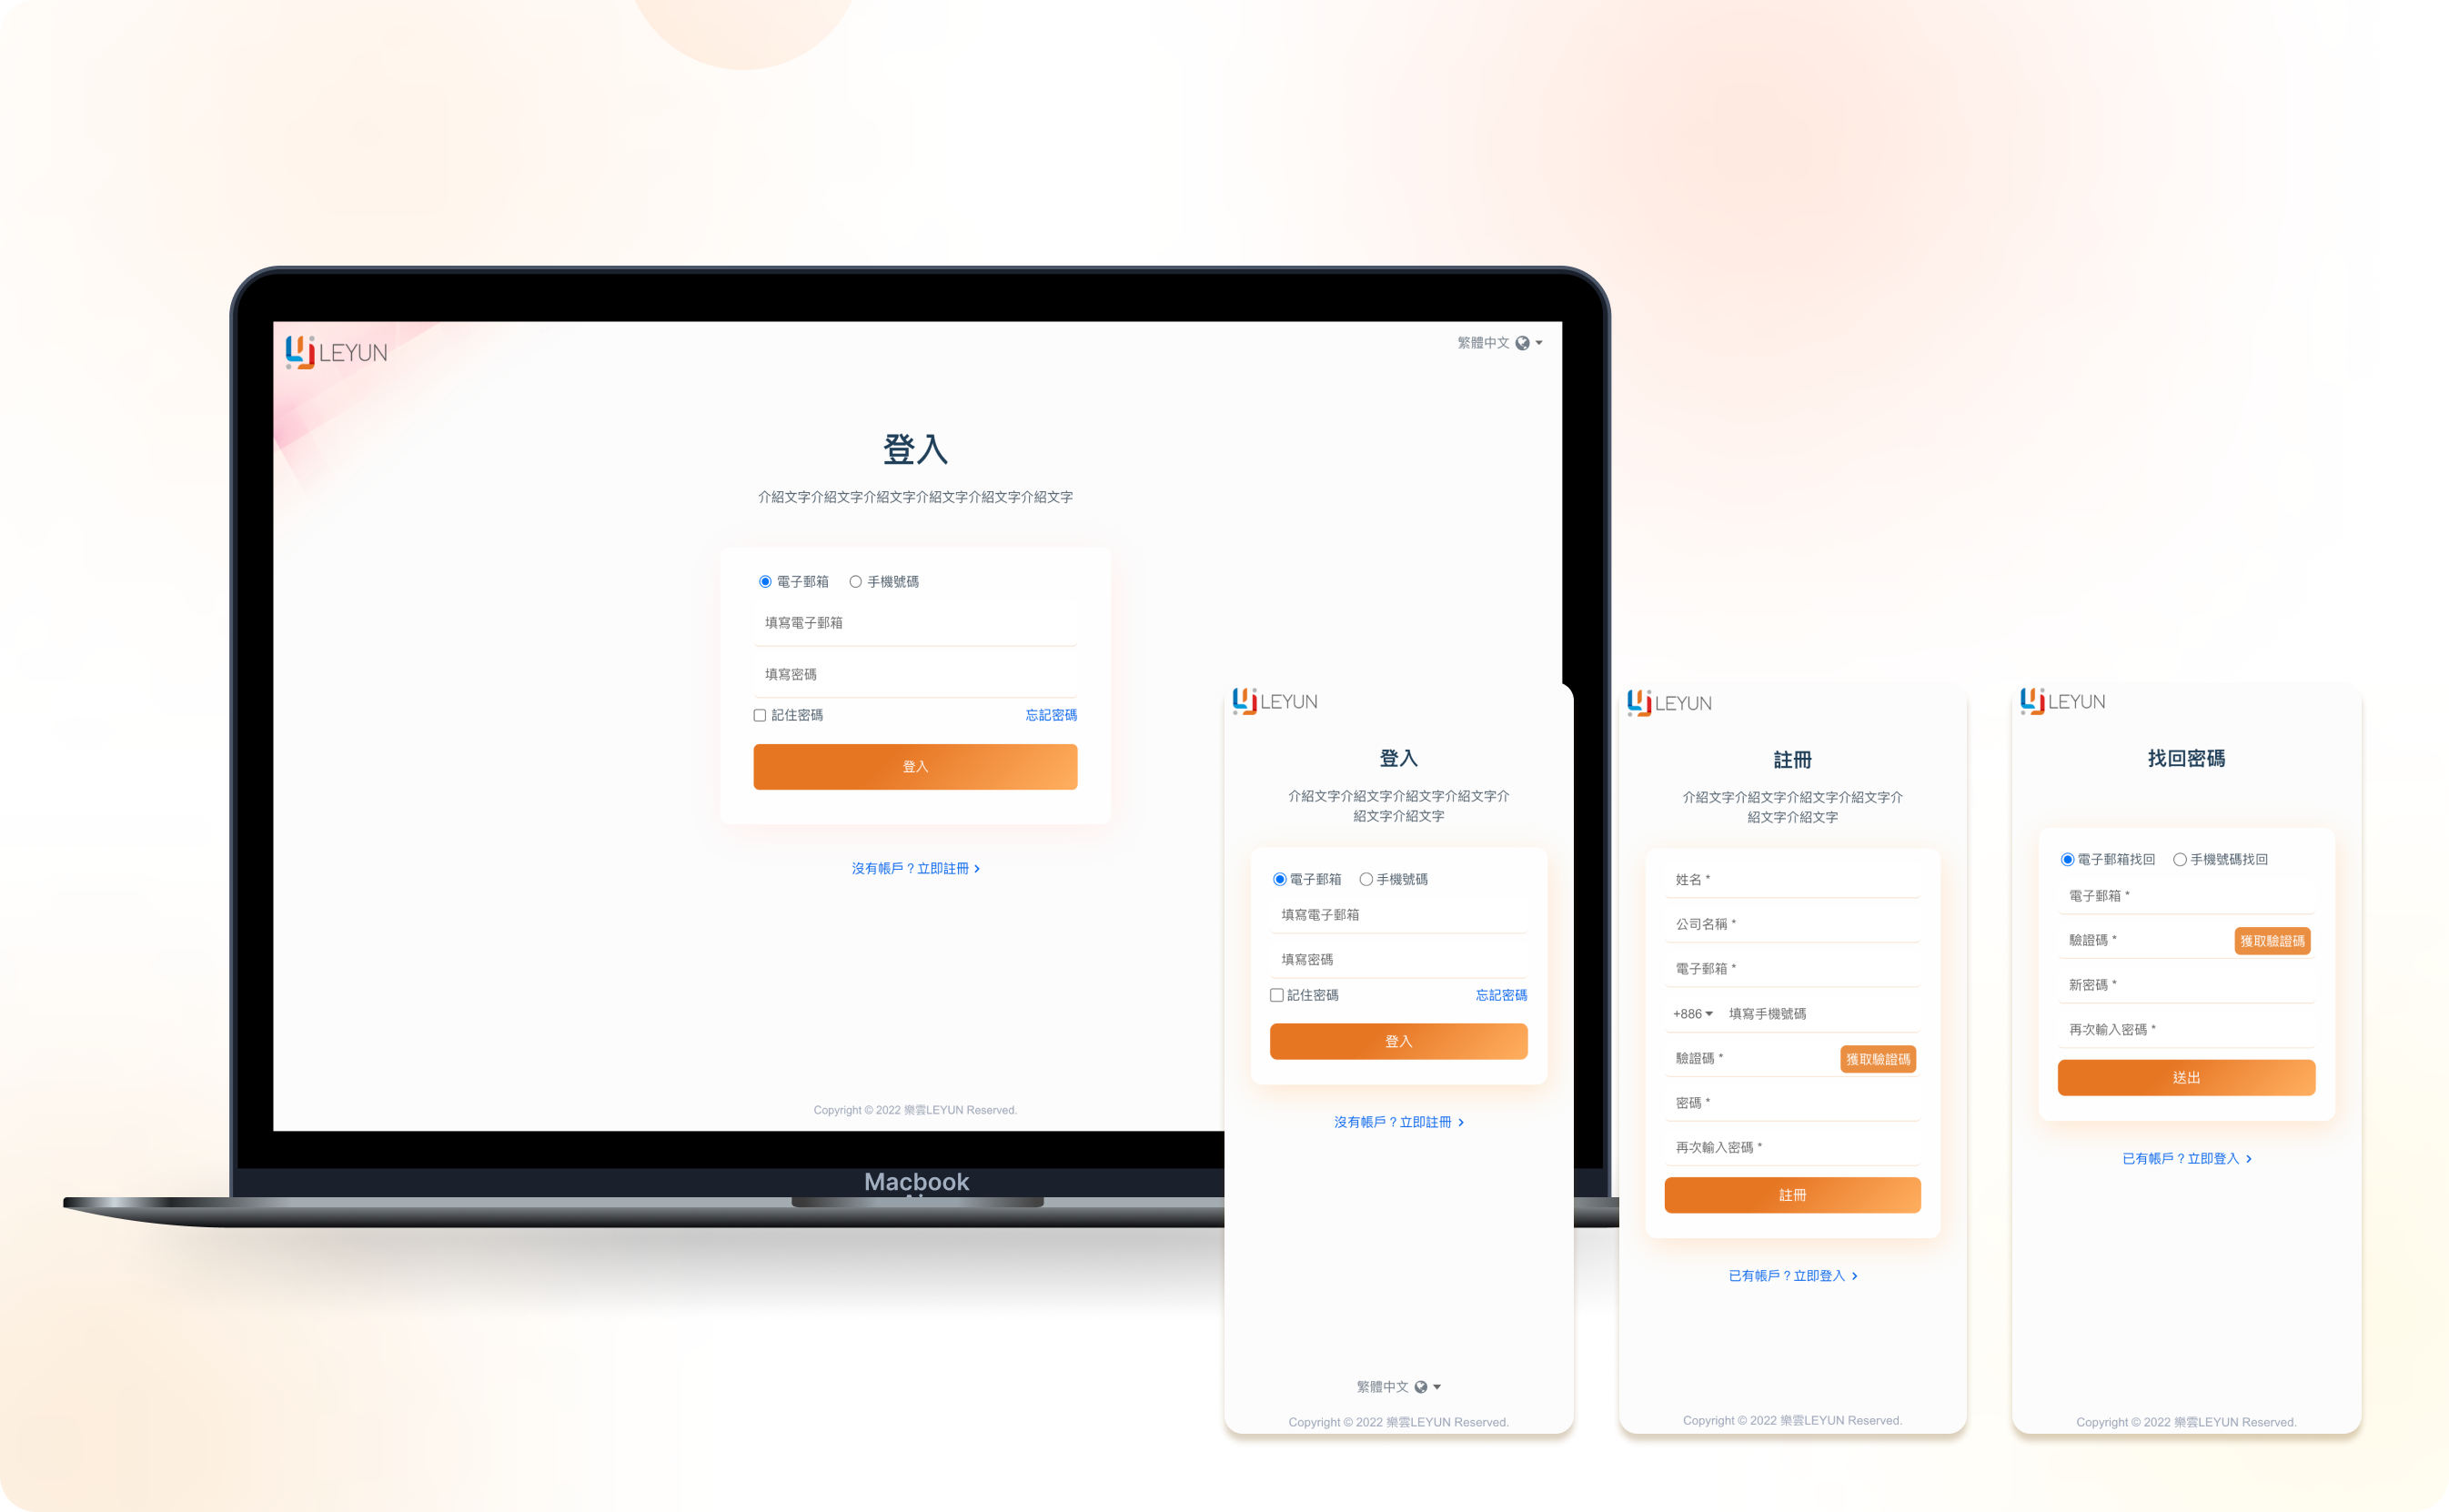 LEYUN
繁體中文
登入
介紹文字介紹文字介紹文字介紹文字介紹文字介紹文字
電子郵箱 手機號碼
填寫電子郵箱
填寫密碼
記住密碼 忘記密碼
登入
沒有帳戶？立即註冊
Copyright © 2022 樂雲LEYUN Reserved.
Macbook
LEYUN
登入
介紹文字介紹文字介紹文字介紹文字介
紹文字介紹文字
電子郵箱 手機號碼
填寫電子郵箱
填寫密碼
記住密碼 忘記密碼
登入
沒有帳戶？立即註冊
繁體中文
Copyright © 2022 樂雲LEYUN Reserved.
LEYUN
註冊
介紹文字介紹文字介紹文字介紹文字介
紹文字介紹文字
姓名 *
公司名稱 *
電子郵箱 *
+886 填寫手機號碼
驗證碼 * 獲取驗證碼
密碼 *
再次輸入密碼 *
註冊
已有帳戶？立即登入
Copyright © 2022 樂雲LEYUN Reserved.
LEYUN
找回密碼
電子郵箱找回 手機號碼找回
電子郵箱 *
驗證碼 * 獲取驗證碼
新密碼 *
再次輸入密碼 *
送出
已有帳戶？立即登入
Copyright © 2022 樂雲LEYUN Reserved.